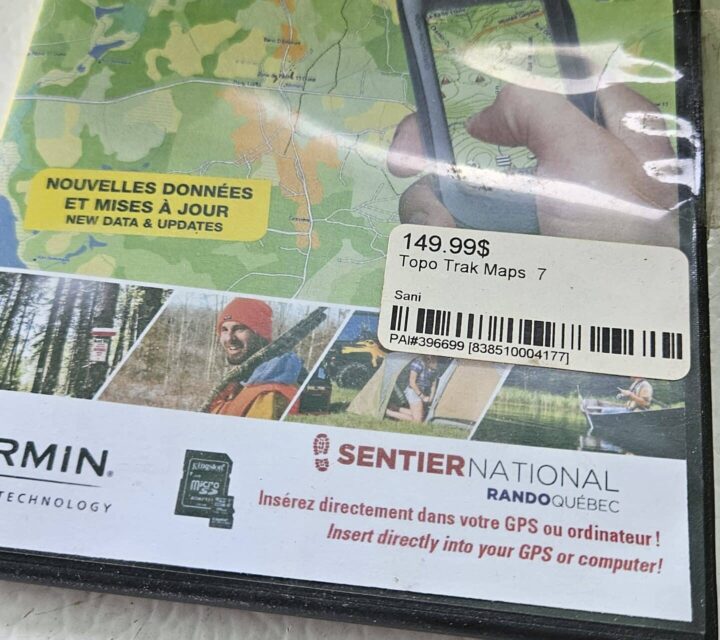 NOUVELLES DONNÉES
ET MISES À JOUR
NEW DATA & UPDATES
149.99$
Topo Trak Maps 7
Sani
PAI#396699 [838510004177]
RMIN®
TECHNOLOGY
Kingston
micro
SENTIERNATIONAL
RANDOQUÉBEC
Insérez directement dans votre GPS ou ordinateur!
Insert directly into your GPS or computer!